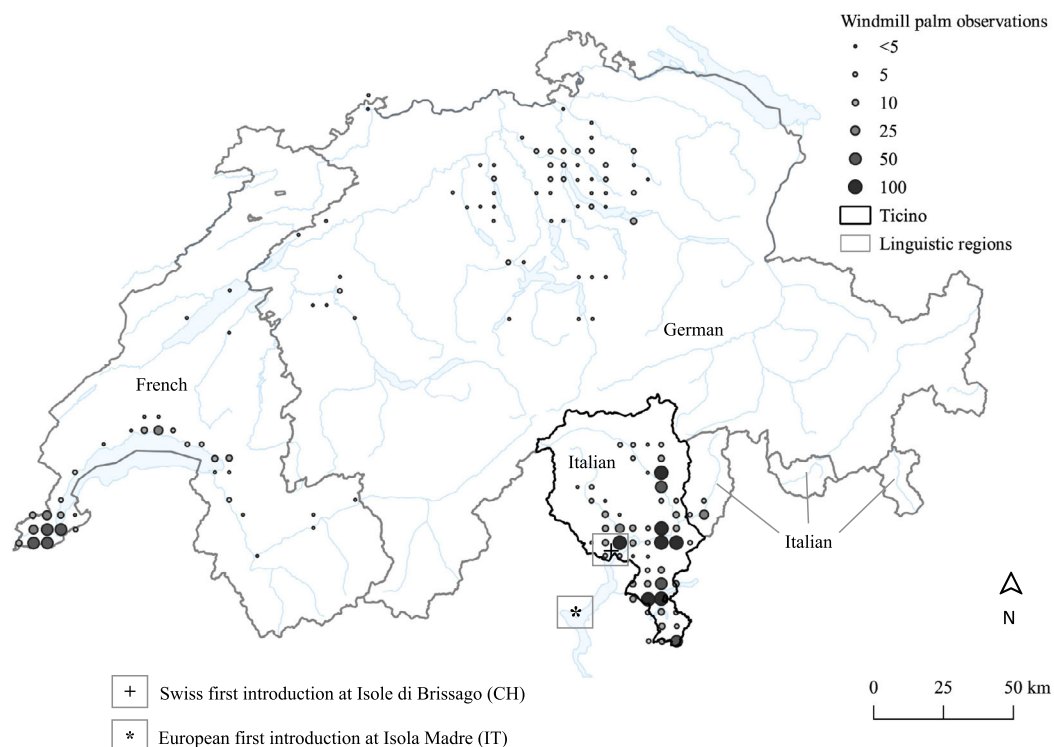 Windmill palm observations
<5
5
10
25
50
100
Ticino
Linguistic regions
German
French
Italian
Italian
N
+ Swiss first introduction at Isole di Brissago (CH)
* European first introduction at Isola Madre (IT)
0 25 50 km